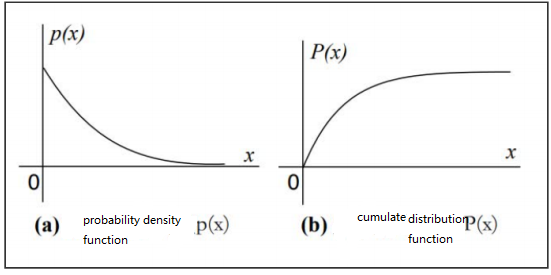 p(x)
x
0
(a) probability density function p(x)
P(x)
x
0
(b) cumulate distribution function P(x)